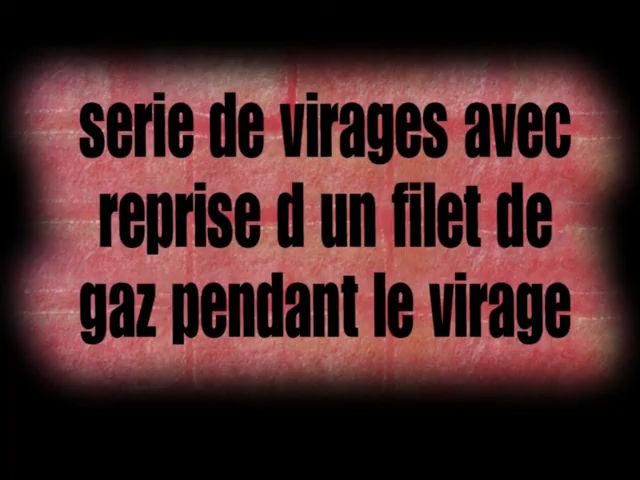 serie de virages avec
reprise d un filet de
gaz pendant le virage